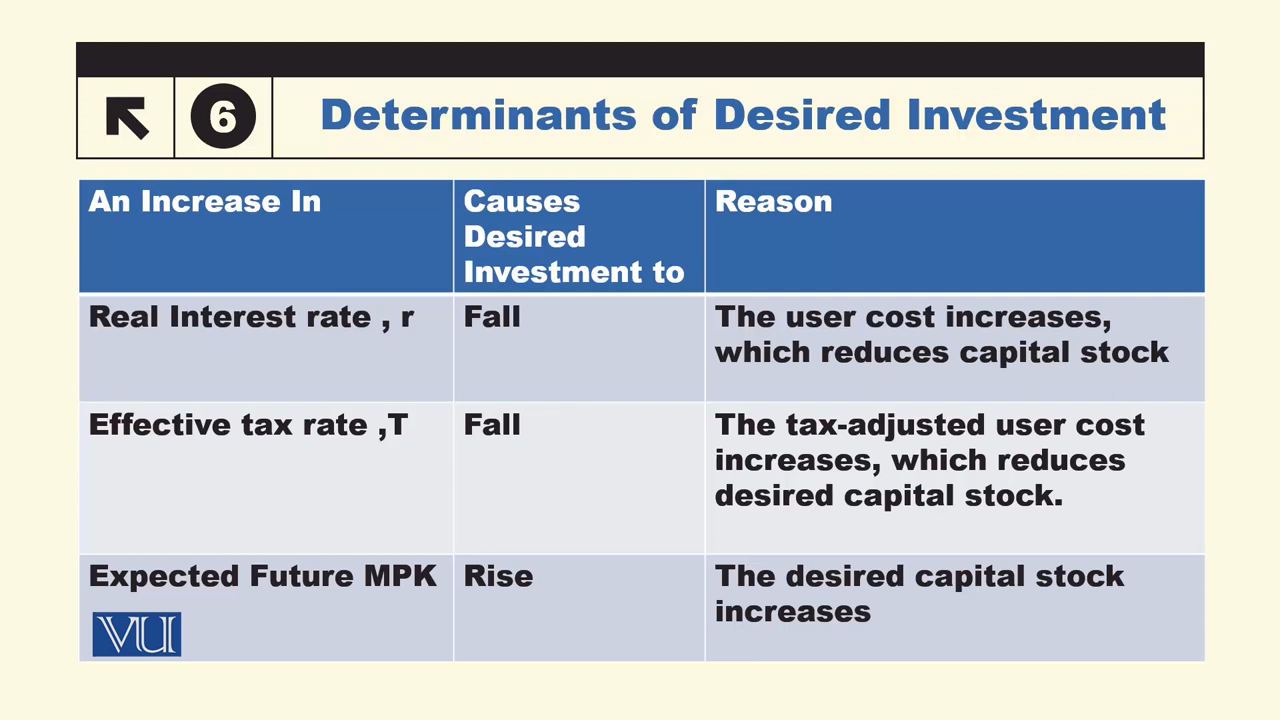 6
Determinants of Desired Investment
An Increase In
Causes
Desired
Investment to
Reason
Real Interest rate , r
Fall
The user cost increases,
which reduces capital stock
Effective tax rate ,T
Fall
The tax-adjusted user cost
increases, which reduces
desired capital stock.
Expected Future MPK
Rise
The desired capital stock
increases
VU